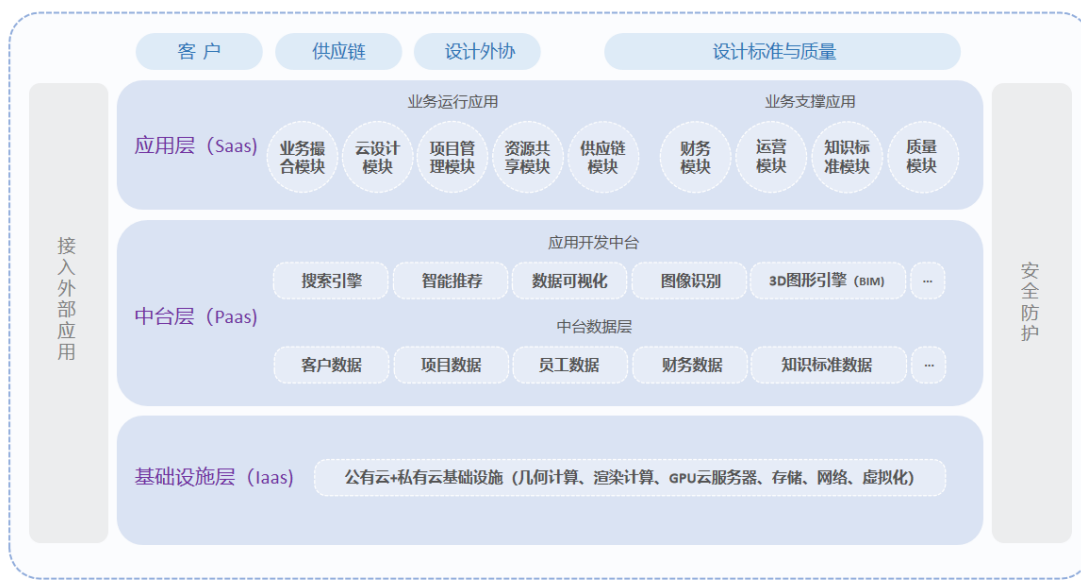 客 户 供应链 设计外协 设计标准与质量
接入外部应用
应用层（Saas)
业务运行应用 业务支撑应用
业务撮 云设计 项目管 资源共 供应链 财务 运营 知识标 质量
合模块 模块 理模块 享模块 模块 模块 模块 准模块 模块
中台层（Paas)
应用开发中台
搜索引擎 智能推荐 数据可视化 图像识别 3D图形引擎（BIM） ...
中台数据层
客户数据 项目数据 员工数据 财务数据 知识标准数据 ...
基础设施层（Iaas)
公有云+私有云基础设施（几何计算、渲染计算、GPU云服务器、存储、网络、虚拟化）
安全防护